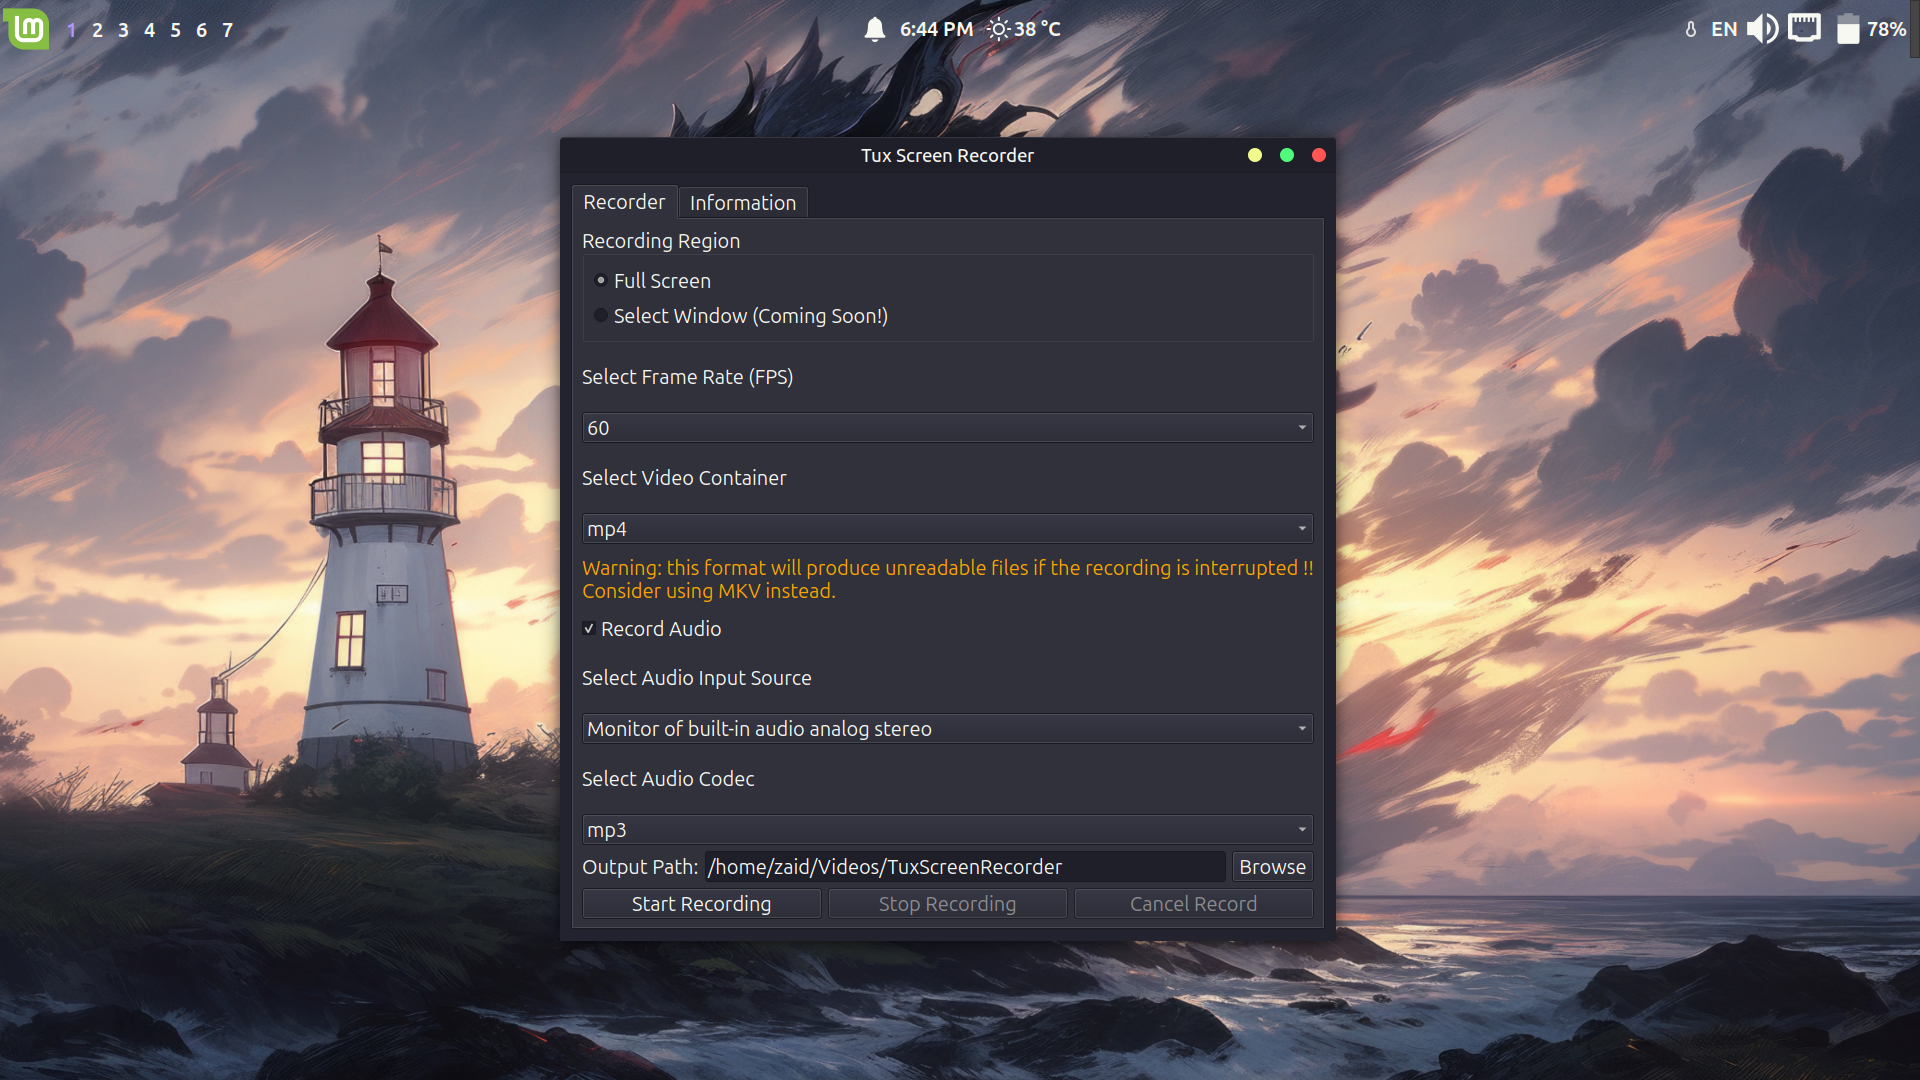 1 2 3 4 5 6 7
6:44 PM 38 °C
EN 78%
Tux Screen Recorder
Recorder Information
Recording Region
Full Screen
Select Window (Coming Soon!)
Select Frame Rate (FPS)
60
Select Video Container
mp4
Warning: this format will produce unreadable files if the recording is interrupted !!
Consider using MKV instead.
Record Audio
Select Audio Input Source
Monitor of built-in audio analog stereo
Select Audio Codec
mp3
Output Path: /home/zaid/Videos/TuxScreenRecorder Browse
Start Recording Stop Recording Cancel Record